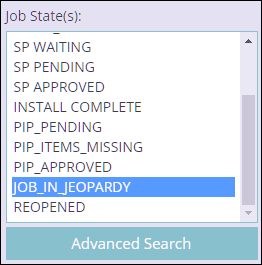 Job State(s):
SP WAITING
SP PENDING
SP APPROVED
INSTALL COMPLETE
PIP_PENDING
PIP_ITEMS_MISSING
PIP_APPROVED
JOB_IN_JEOPARDY
REOPENED
Advanced Search